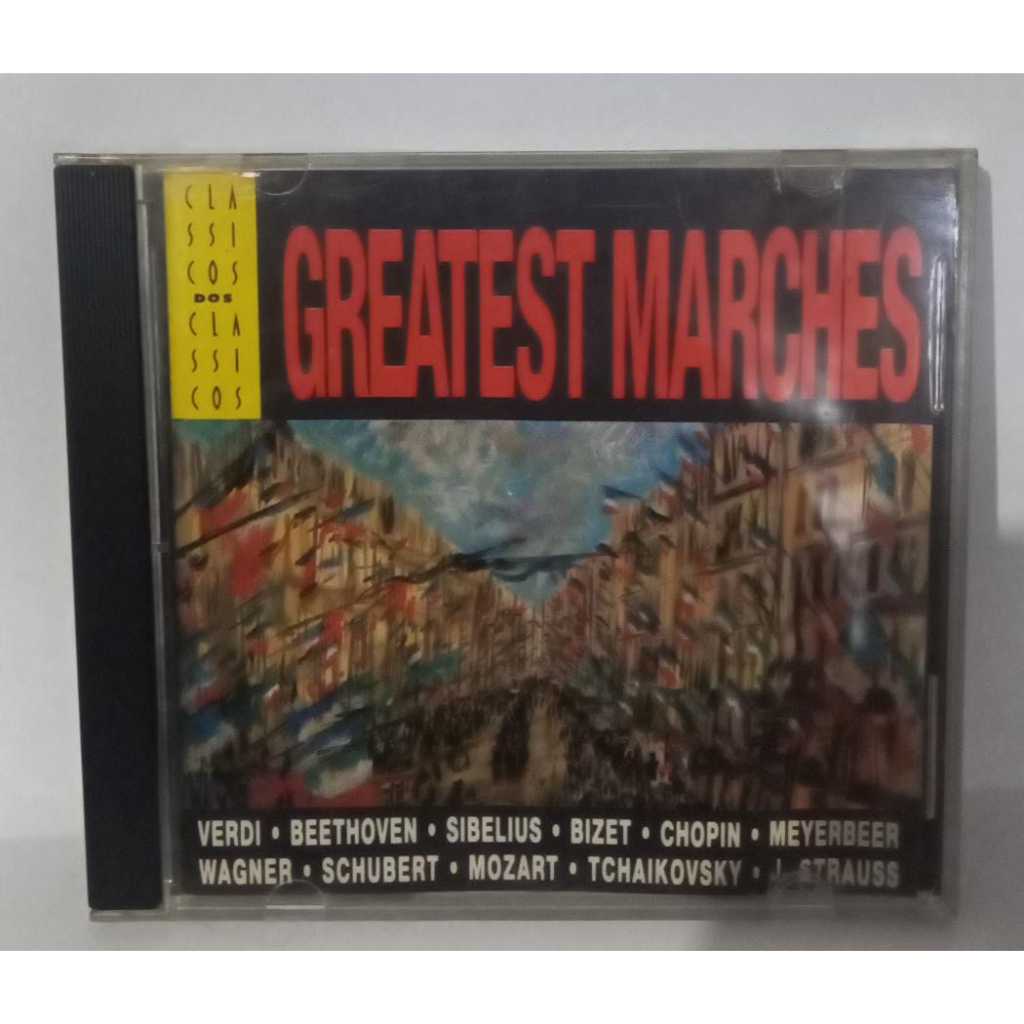 CLA
SSI
COS
DOS
CLA
SSI
COS
GREATEST MARCHES
VERDI • BEETHOVEN • SIBELIUS • BIZET • CHOPIN • MEYERBEER
WAGNER • SCHUBERT • MOZART • TCHAIKOVSKY • J. STRAUSS